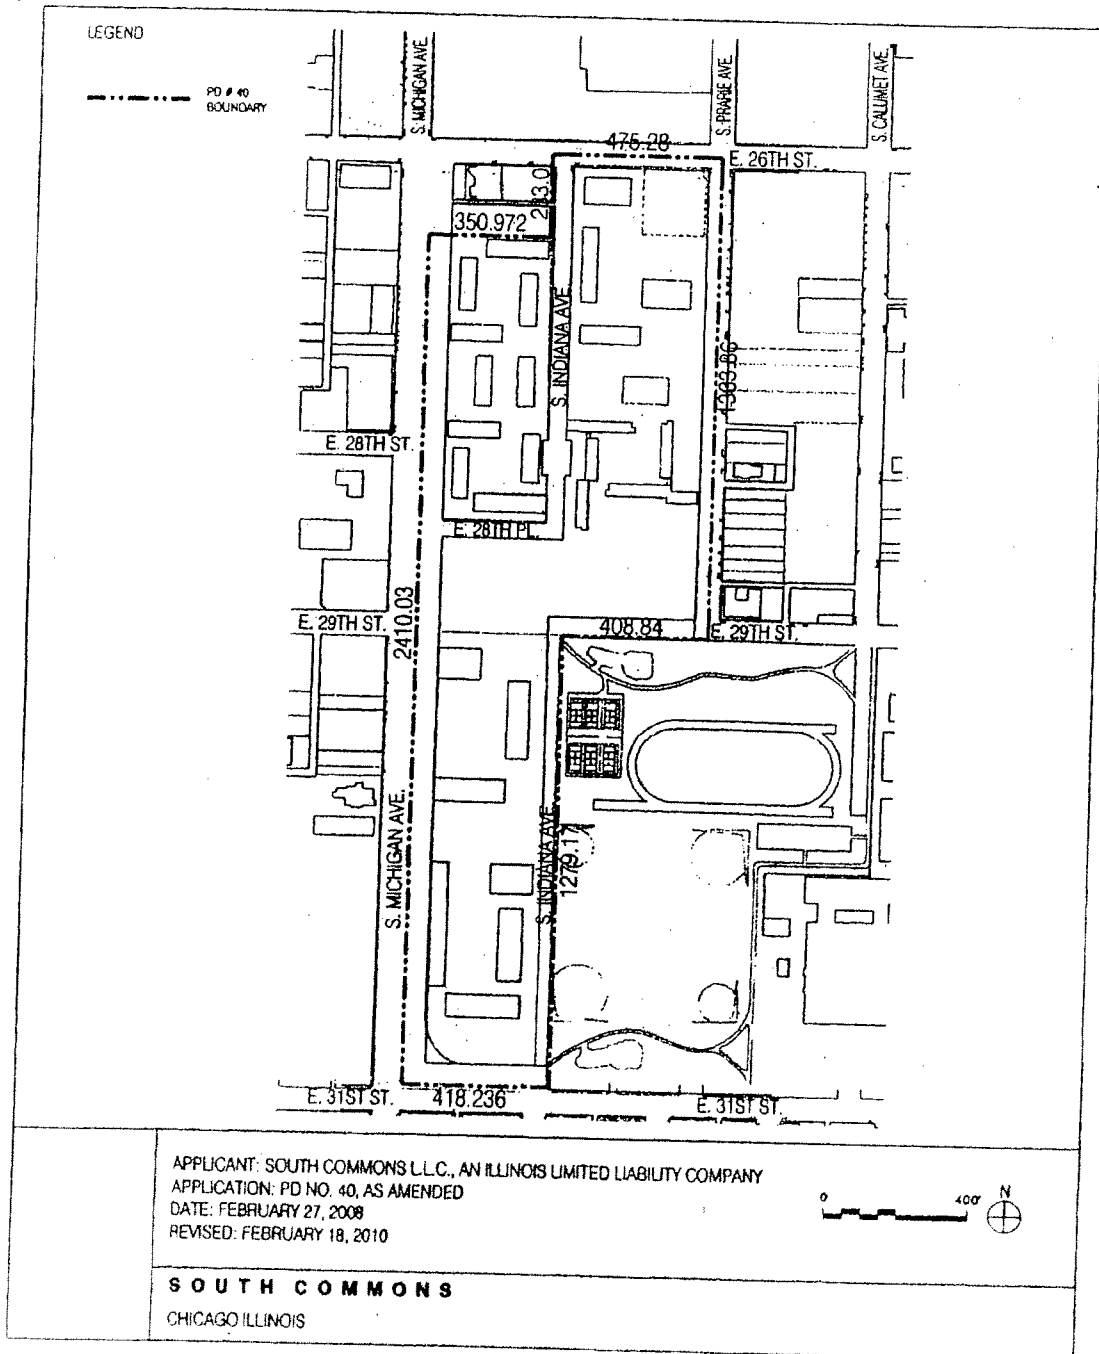 LEGEND
PD # 40
BOUNDARY
S. MICHIGAN AVE.
S. PRARIE AVE.
S. CALUMET AVE.
475.28
E. 26TH ST.
350.972
S. INDIANA AVE
E. 28TH ST.
E. 28TH PL.
E. 29TH ST.
2410.03
408.84
E. 29TH ST.
S. MICHIGAN AVE.
S. INDIANA AVE
1279.17
E. 31ST ST.
418.236
E. 31ST ST.
APPLICANT: SOUTH COMMONS L.L.C., AN ILLINOIS LIMITED LIABILITY COMPANY
APPLICATION: PD NO. 40, AS AMENDED
DATE: FEBRUARY 27, 2008
REVISED: FEBRUARY 18, 2010
0 400'
N
SOUTH COMMONS
CHICAGO ILLINOIS